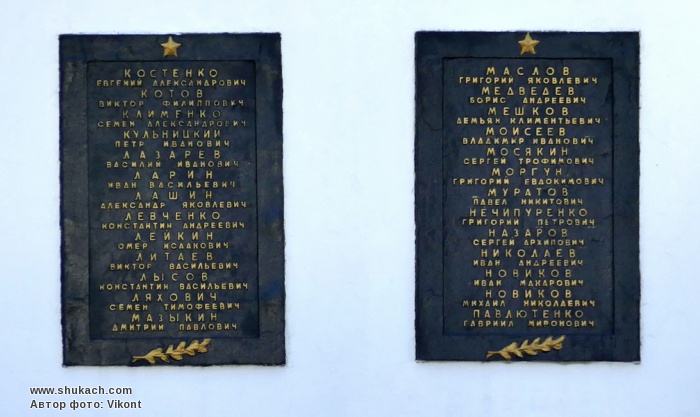 КОСТЕНКО
ЕВГЕНИЙ АЛЕКСАНДРОВИЧ
КОТОВ
ВИКТОР ФИЛИППОВИЧ
КЛИМЕНКО
СЕМЕН АЛЕКСАНДРОВИЧ
КУЛЬНИЦКИЙ
ПЕТР ИВАНОВИЧ
ЛАЗАРЕВ
ВАСИЛИЙ ИВАНОВИЧ
ЛАРИН
ИВАН ВАСИЛЬЕВИЧ
ЛАШИН
АЛЕКСАНДР ЯКОВЛЕВИЧ
ЛЕВЧЕНКО
КОНСТАНТИН АНДРЕЕВИЧ
ЛЕЙКИН
ОМЕР ИСААКОВИЧ
ЛИТАЕВ
ВИКТОР ВАСИЛЬЕВИЧ
ЛЫСОВ
КОНСТАНТИН ВАСИЛЬЕВИЧ
ЛЯХОВИЧ
СЕМЕН ТИМОФЕЕВИЧ
МАЗЫКИН
ДМИТРИЙ ПАВЛОВИЧ
МАСЛОВ
ГРИГОРИЙ ЯКОВЛЕВИЧ
МЕДВЕДЕВ
БОРИС АНДРЕЕВИЧ
МЕШКОВ
ДЕМЬЯН КЛИМЕНТЬЕВИЧ
МОИСЕЕВ
ВЛАДИМИР ИВАНОВИЧ
МОСЯКИН
СЕРГЕЙ ТРОФИМОВИЧ
МОРГУН
ГРИГОРИЙ ЕВДОКИМОВИЧ
МУРАТОВ
ПАВЕЛ НИКИТОВИЧ
НЕЧИПУРЕНКО
ГРИГОРИЙ ПЕТРОВИЧ
НАЗАРОВ
СЕРГЕЙ АРХИПОВИЧ
НИКОЛАЕВ
ИВАН АНДРЕЕВИЧ
НОВИКОВ
ИВАН МАКАРОВИЧ
НОВИКОВ
МИХАИЛ НИКОЛАЕВИЧ
ПАВЛЮТЕНКО
ГАВРИИЛ МИРОНОВИЧ
www.shukach.com
Автор фото: Vikont